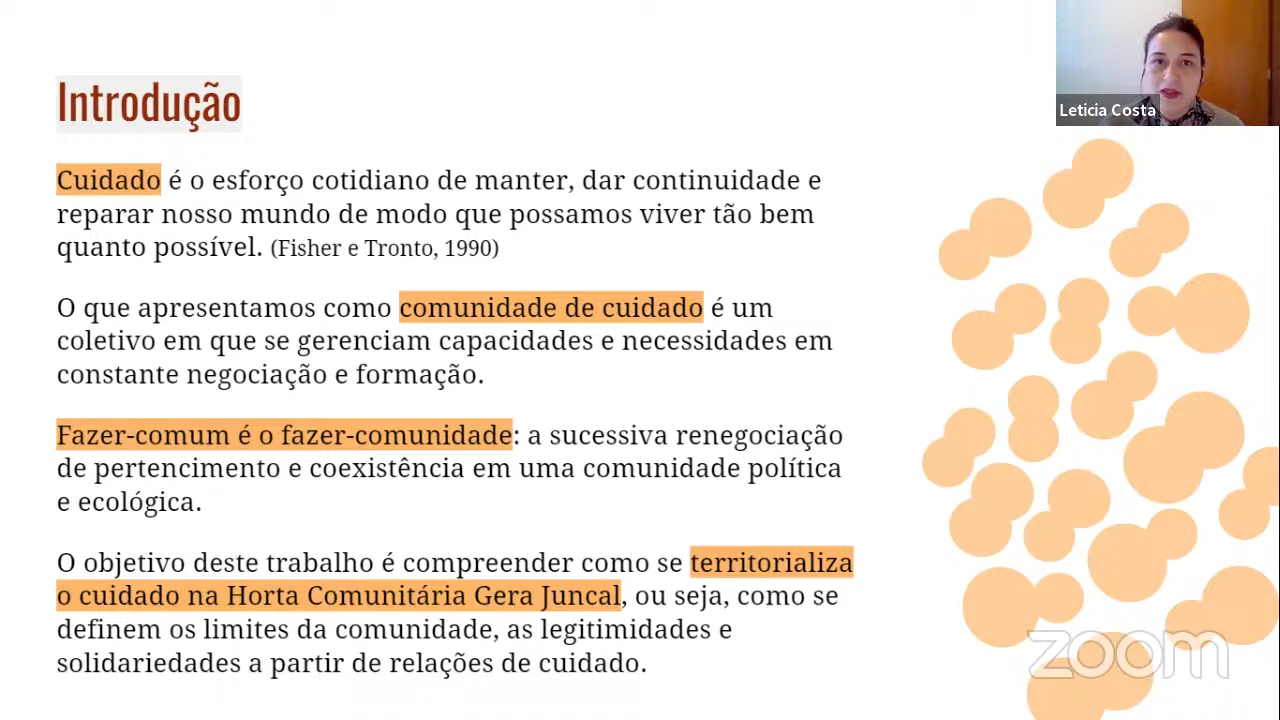 Introdução
Leticia Costa
Cuidado é o esforço cotidiano de manter, dar continuidade e
reparar nosso mundo de modo que possamos viver tão bem
quanto possível. (Fisher e Tronto, 1990)
O que apresentamos como comunidade de cuidado é um
coletivo em que se gerenciam capacidades e necessidades em
constante negociação e formação.
Fazer-comum é o fazer-comunidade: a sucessiva renegociação
de pertencimento e coexistência em uma comunidade política
e ecológica.
O objetivo deste trabalho é compreender como se territorializa
o cuidado na Horta Comunitária Gera Juncal, ou seja, como se
definem os limites da comunidade, as legitimidades e
solidariedades a partir de relações de cuidado.
zoom